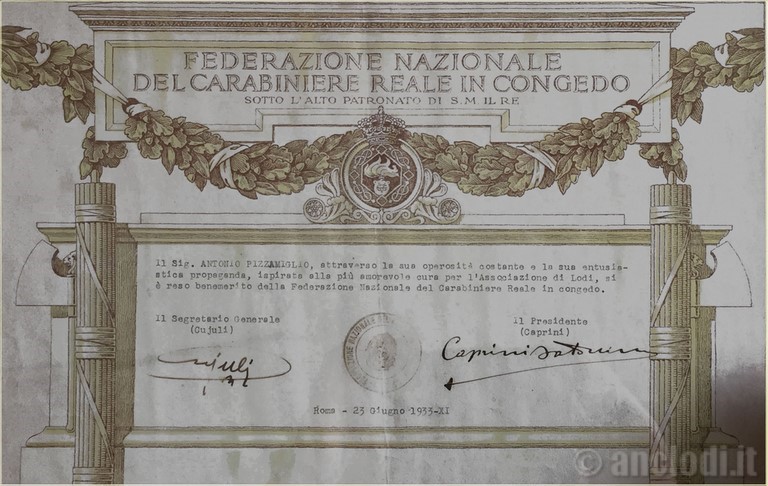 FEDERAZIONE NAZIONALE
DEL CARABINIERE REALE IN CONGEDO
SOTTO L'ALTO PATRONATO DI S.M. IL RE
Il Sig. ANTONIO PIZZAMIGLIO, attraverso la sua operosità costante e la sua entusia-
stica propaganda, ispirata alla più amorevole cura per l'Associazione di Lodi, si
è reso benemerito della Federazione Nazionale del Carabiniere Reale in congedo.
Il Segretario Generale
(Cujuli)
Il Presidente
(Caprini)
Roma - 23 Giugno 1933-XI
© anclodi.it